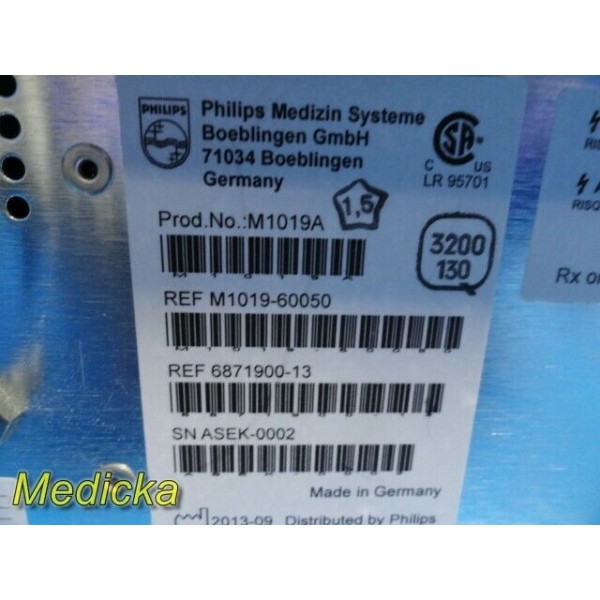 PHILIPS
Philips Medizin Systeme
Boeblingen GmbH
71034 Boeblingen
Germany
C US
LR 95701
Prod.No.:M1019A
1,5
3200
130
REF M1019-60050
REF 6871900-13
SN ASEK-0002
Made in Germany
2013-09 Distributed by Philips
Rx
Medicka